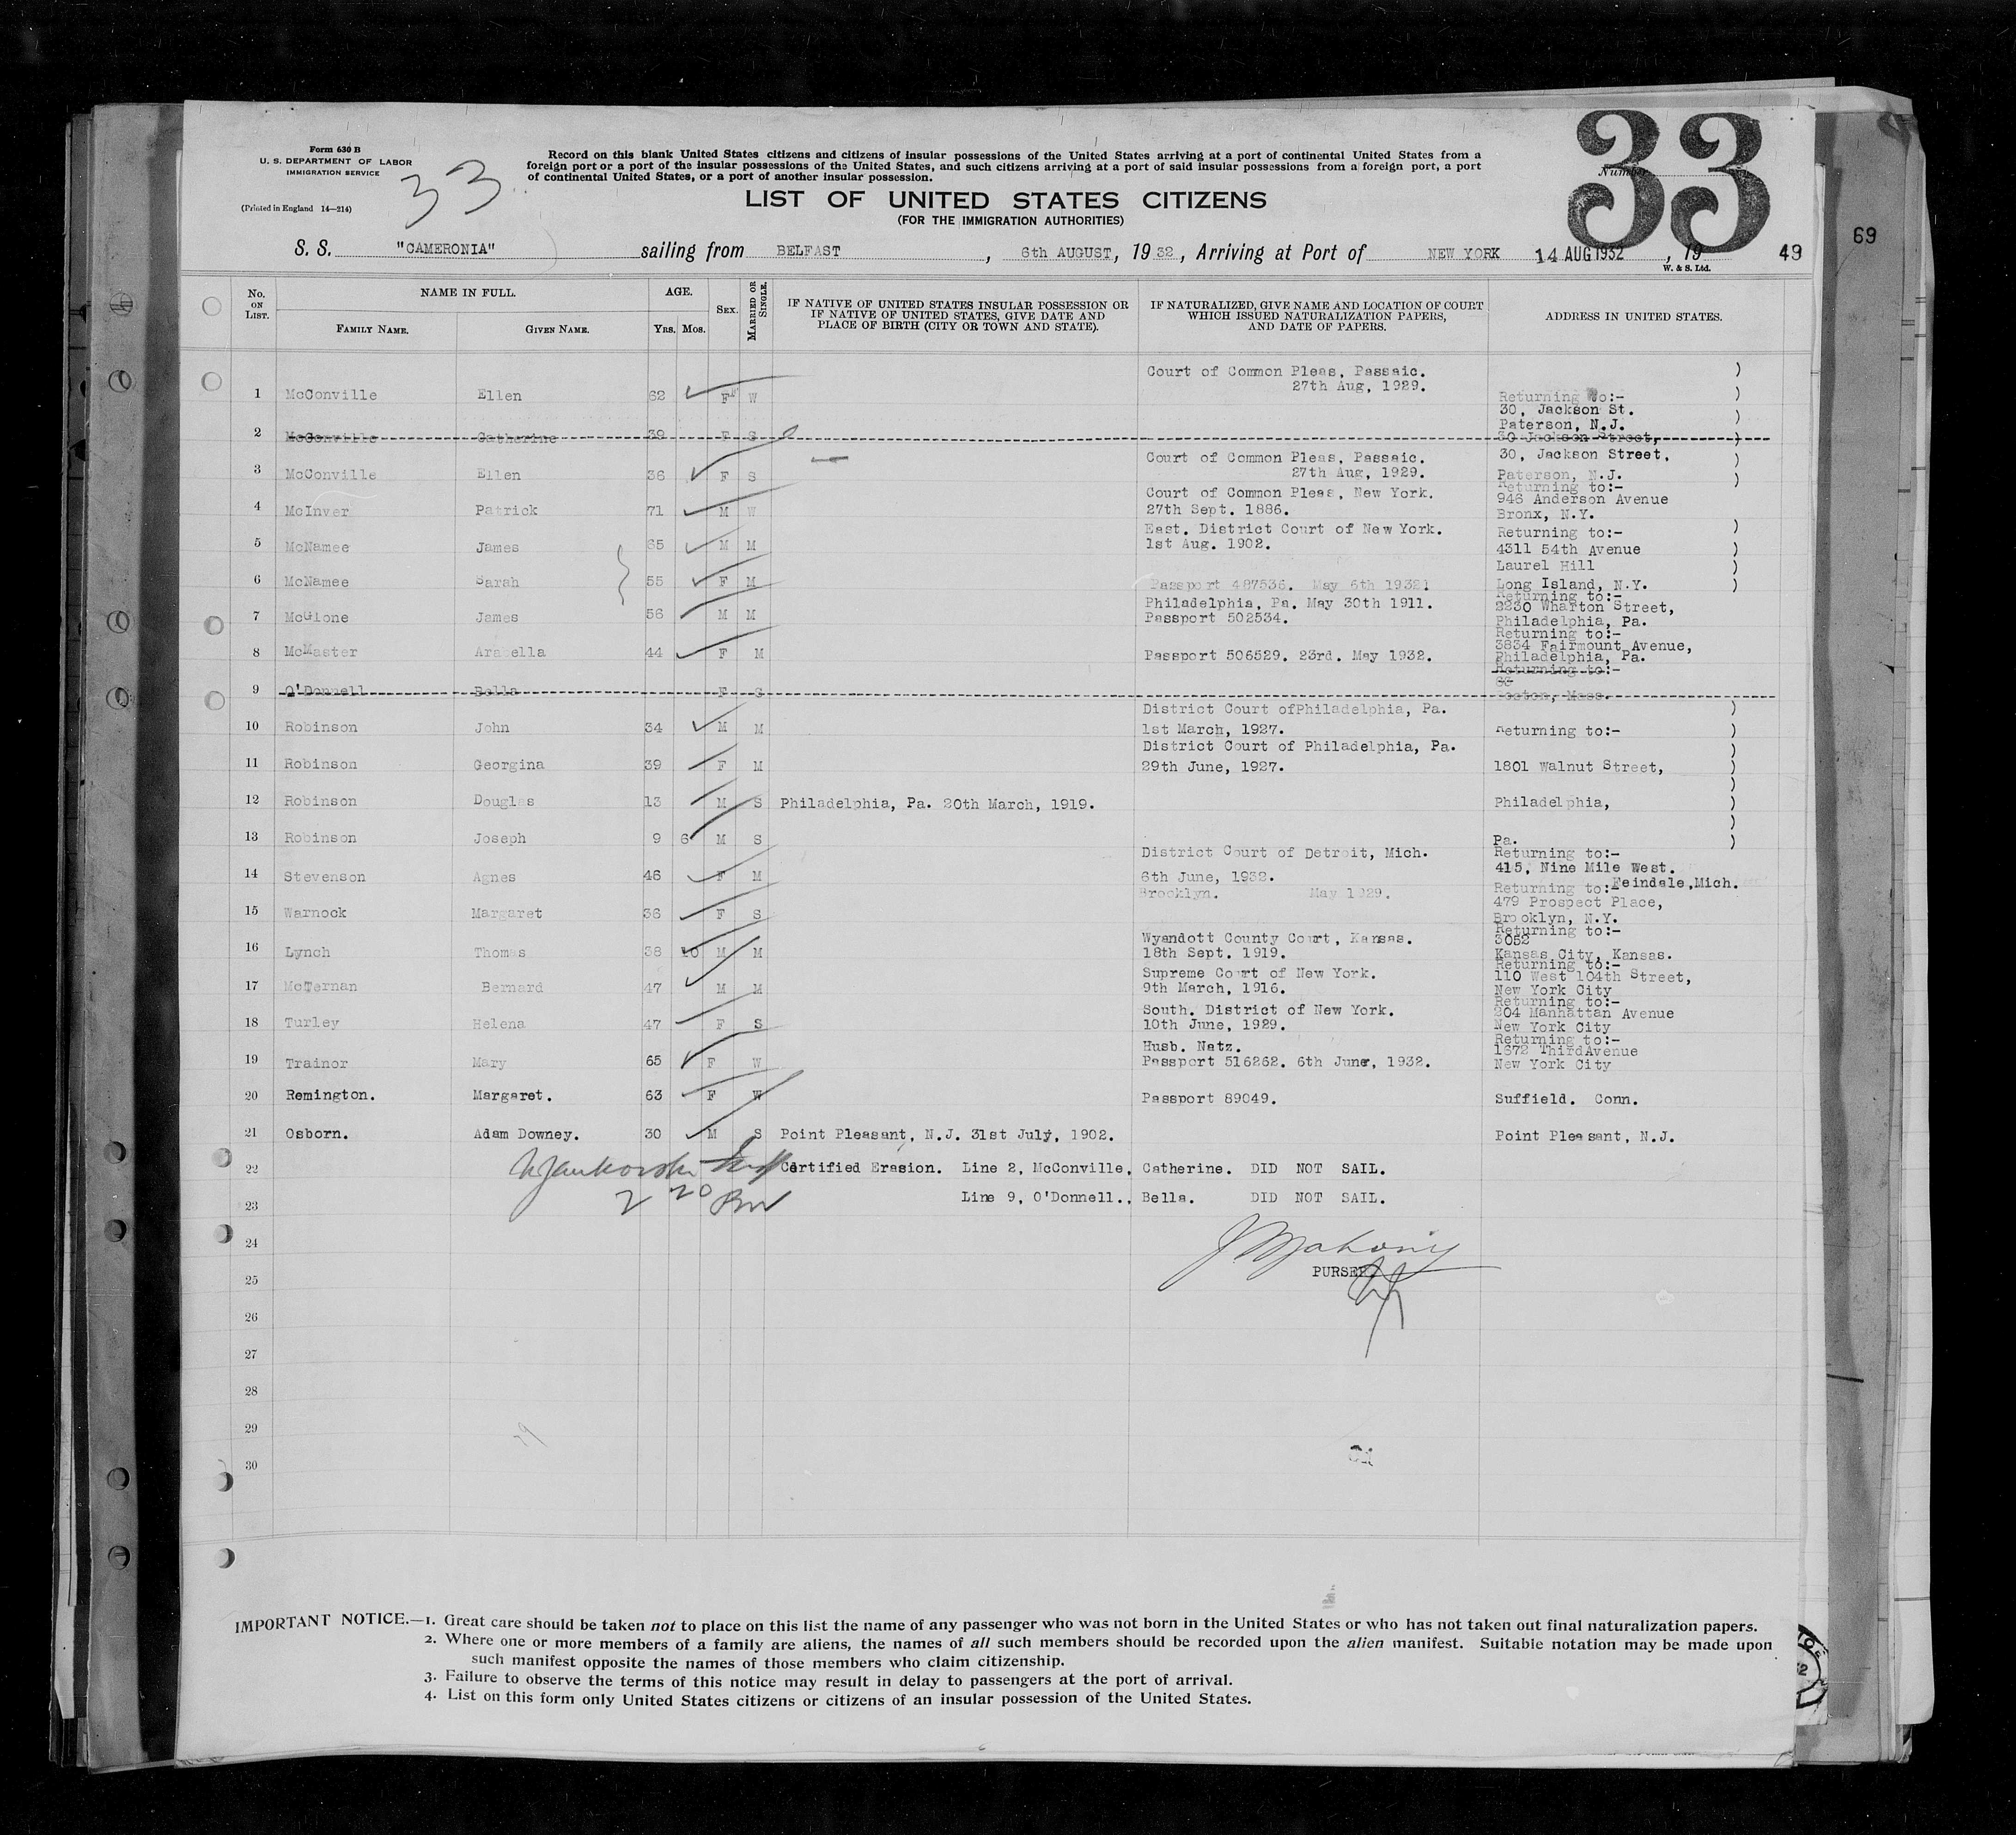 Form 630 B
U. S. DEPARTMENT OF LABOR
IMMIGRATION SERVICE
(Printed in England 14—214)
33
Record on this blank United States citizens and citizens of insular possessions of the United States arriving at a port of continental United States from a
foreign port or a port of the insular possessions of the United States, and such citizens arriving at a port of said insular possessions from a foreign port, a port
of continental United States, or a port of another insular possession.
LIST OF UNITED STATES CITIZENS
(FOR THE IMMIGRATION AUTHORITIES)
Number
33
69
S. S. "CAMERONIA" sailing from BELFAST, 6th AUGUST, 1932, Arriving at Port of NEW YORK 14 AUG 1932, 19 49
W. & S. Ltd.
No. ON LIST.
NAME IN FULL.
FAMILY NAME. GIVEN NAME.
AGE.
Yrs. Mos.
SEX.
MARRIED OR SINGLE.
IF NATIVE OF UNITED STATES INSULAR POSSESSION OR
IF NATIVE OF UNITED STATES, GIVE DATE AND
PLACE OF BIRTH (CITY OR TOWN AND STATE).
IF NATURALIZED, GIVE NAME AND LOCATION OF COURT
WHICH ISSUED NATURALIZATION PAPERS,
AND DATE OF PAPERS.
ADDRESS IN UNITED STATES.
Court of Common Pleas, Passaic.
27th Aug, 1929.
1 McConville Ellen 62 F W Returning to:-
30, Jackson St.
Paterson, N.J.
2 McConville Catherine 39 F S 30 Jackson Street,
Court of Common Pleas, Passaic. 30, Jackson Street,
3 McConville Ellen 36 F S 27th Aug, 1929. Paterson, N.J.
Court of Common Pleas, New York. Returning to:-
946 Anderson Avenue
4 McInver Patrick 71 M W 27th Sept. 1886. Bronx, N.Y.
East. District Court of New York. Returning to:-
5 McNamee James 65 M M 1st Aug. 1902. 4311 54th Avenue
Laurel Hill
6 McNamee Sarah 55 F M Passport 487536. May 6th 1932 Long Island, N.Y.
Philadelphia, Pa. May 30th 1911. Returning to:-
2230 Wharton Street,
7 McGlone James 56 M M Passport 502534. Philadelphia, Pa.
Returning to:-
3834 Fairmount Avenue,
8 McMaster Arabella 44 F M Passport 506529. 23rd. May 1932. Philadelphia, Pa.
Returning to:-
9 O'Donnell Bella F S Boston, Mass.
District Court of Philadelphia, Pa.
10 Robinson John 34 M M 1st March, 1927. Returning to:-
District Court of Philadelphia, Pa.
11 Robinson Georgina 39 F M 29th June, 1927. 1801 Walnut Street,
12 Robinson Douglas 13 M S Philadelphia, Pa. 20th March, 1919. Philadelphia,
13 Robinson Joseph 9 6 M S Pa.
District Court of Detroit, Mich. Returning to:-
415, Nine Mile West.
14 Stevenson Agnes 46 F M 6th June, 1932. Feindale, Mich.
Brooklyn. May 1929. Returning to:
479 Prospect Place,
15 Warnock Margaret 36 F S Brooklyn, N.Y.
Wyandott County Court, Kansas. Returning to:-
3052
16 Lynch Thomas 38 10 M M 18th Sept. 1919. Kansas City, Kansas.
Supreme Court of New York. Returning to:-
110 West 104th Street,
17 McTernan Bernard 47 M M 9th March, 1916. New York City
South. District of New York. Returning to:-
204 Manhattan Avenue
18 Turley Helena 47 F S 10th June, 1929. New York City
Husb. Natz. Returning to:-
1672 Third Avenue
19 Trainor Mary 65 F W Passport 516262. 6th June, 1932. New York City
20 Remington. Margaret. 63 F W Passport 89049. Suffield. Conn.
21 Osborn. Adam Downey. 30 M S Point Pleasant, N.J. 31st July, 1902. Point Pleasant, N.J.
22 Certified Erasion. Line 2, McConville, Catherine. DID NOT SAIL.
23 Line 9, O'Donnell., Bella. DID NOT SAIL.
24
25 PURSER.
26
27
28
29
30
IMPORTANT NOTICE.—1. Great care should be taken not to place on this list the name of any passenger who was not born in the United States or who has not taken out final naturalization papers.
2. Where one or more members of a family are aliens, the names of all such members should be recorded upon the alien manifest. Suitable notation may be made upon
such manifest opposite the names of those members who claim citizenship.
3. Failure to observe the terms of this notice may result in delay to passengers at the port of arrival.
4. List on this form only United States citizens or citizens of an insular possession of the United States.